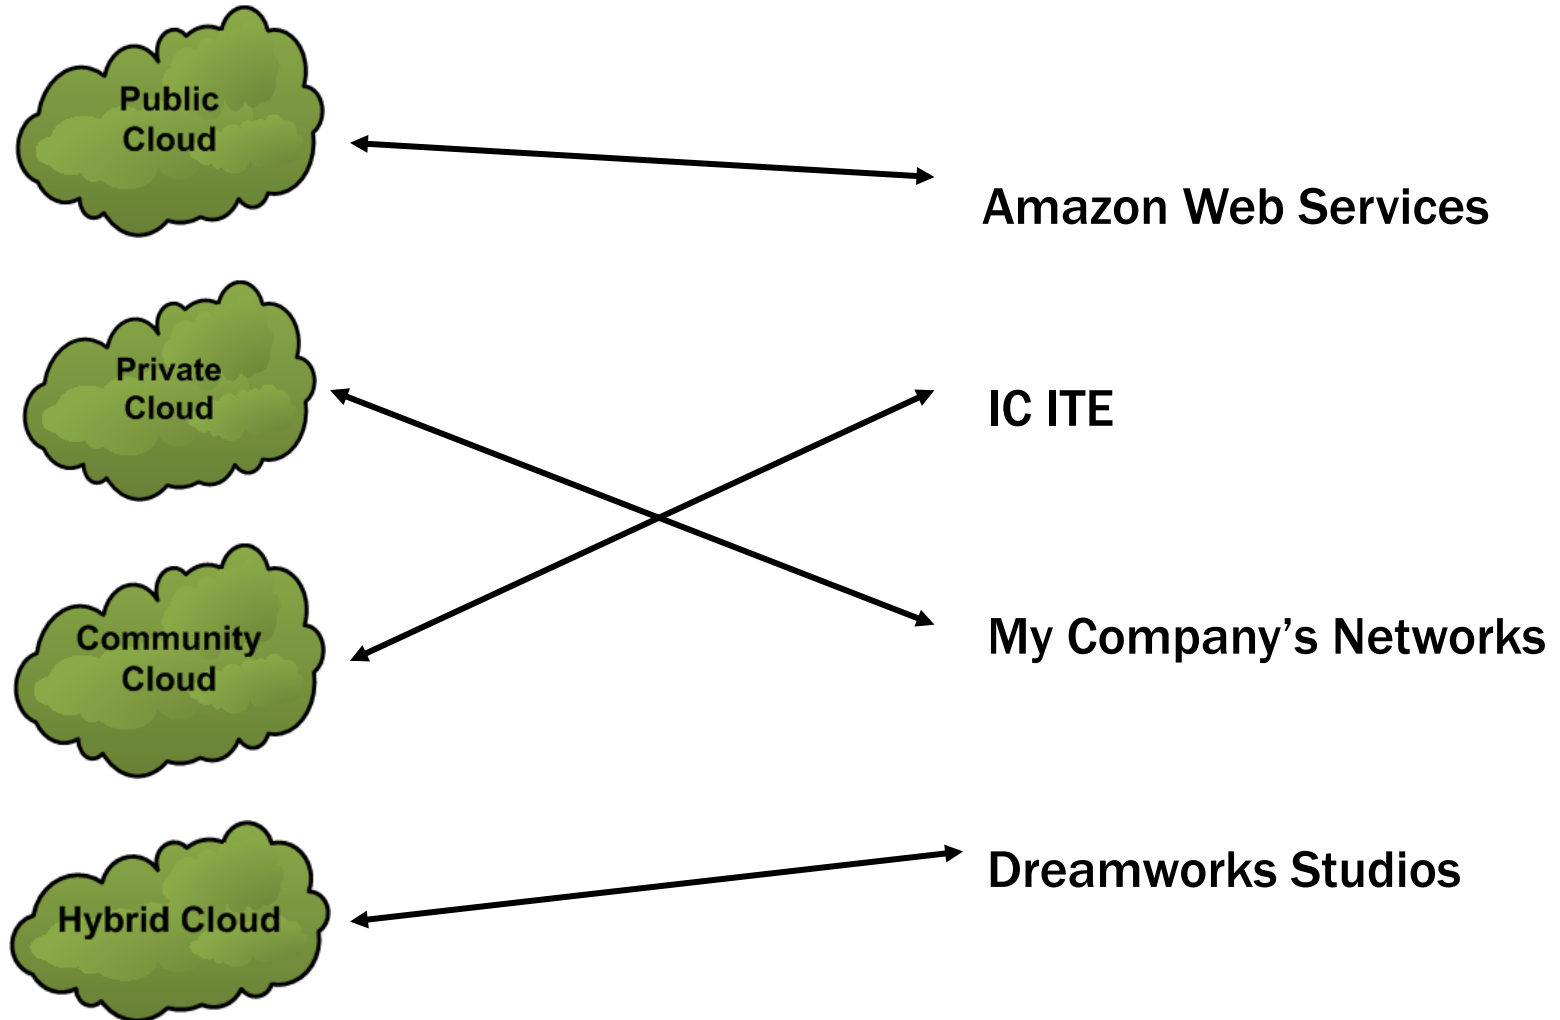 Public
Cloud
Amazon Web Services
Private
Cloud
IC ITE
Community
Cloud
My Company’s Networks
Hybrid Cloud
Dreamworks Studios